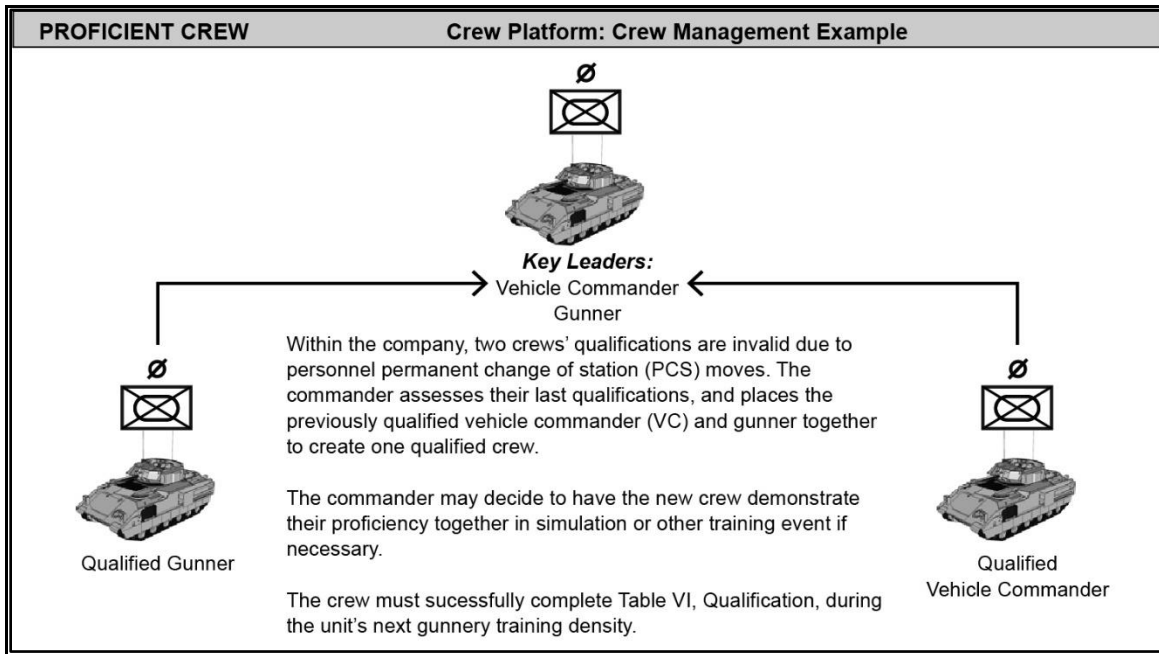 PROFICIENT CREW Crew Platform: Crew Management Example
Ø
Key Leaders:
Vehicle Commander
Gunner
Ø
Qualified Gunner
Within the company, two crews’ qualifications are invalid due to
personnel permanent change of station (PCS) moves. The
commander assesses their last qualifications, and places the
previously qualified vehicle commander (VC) and gunner together
to create one qualified crew.
The commander may decide to have the new crew demonstrate
their proficiency together in simulation or other training event if
necessary.
The crew must sucessfully complete Table VI, Qualification, during
the unit’s next gunnery training density.
Ø
Qualified
Vehicle Commander